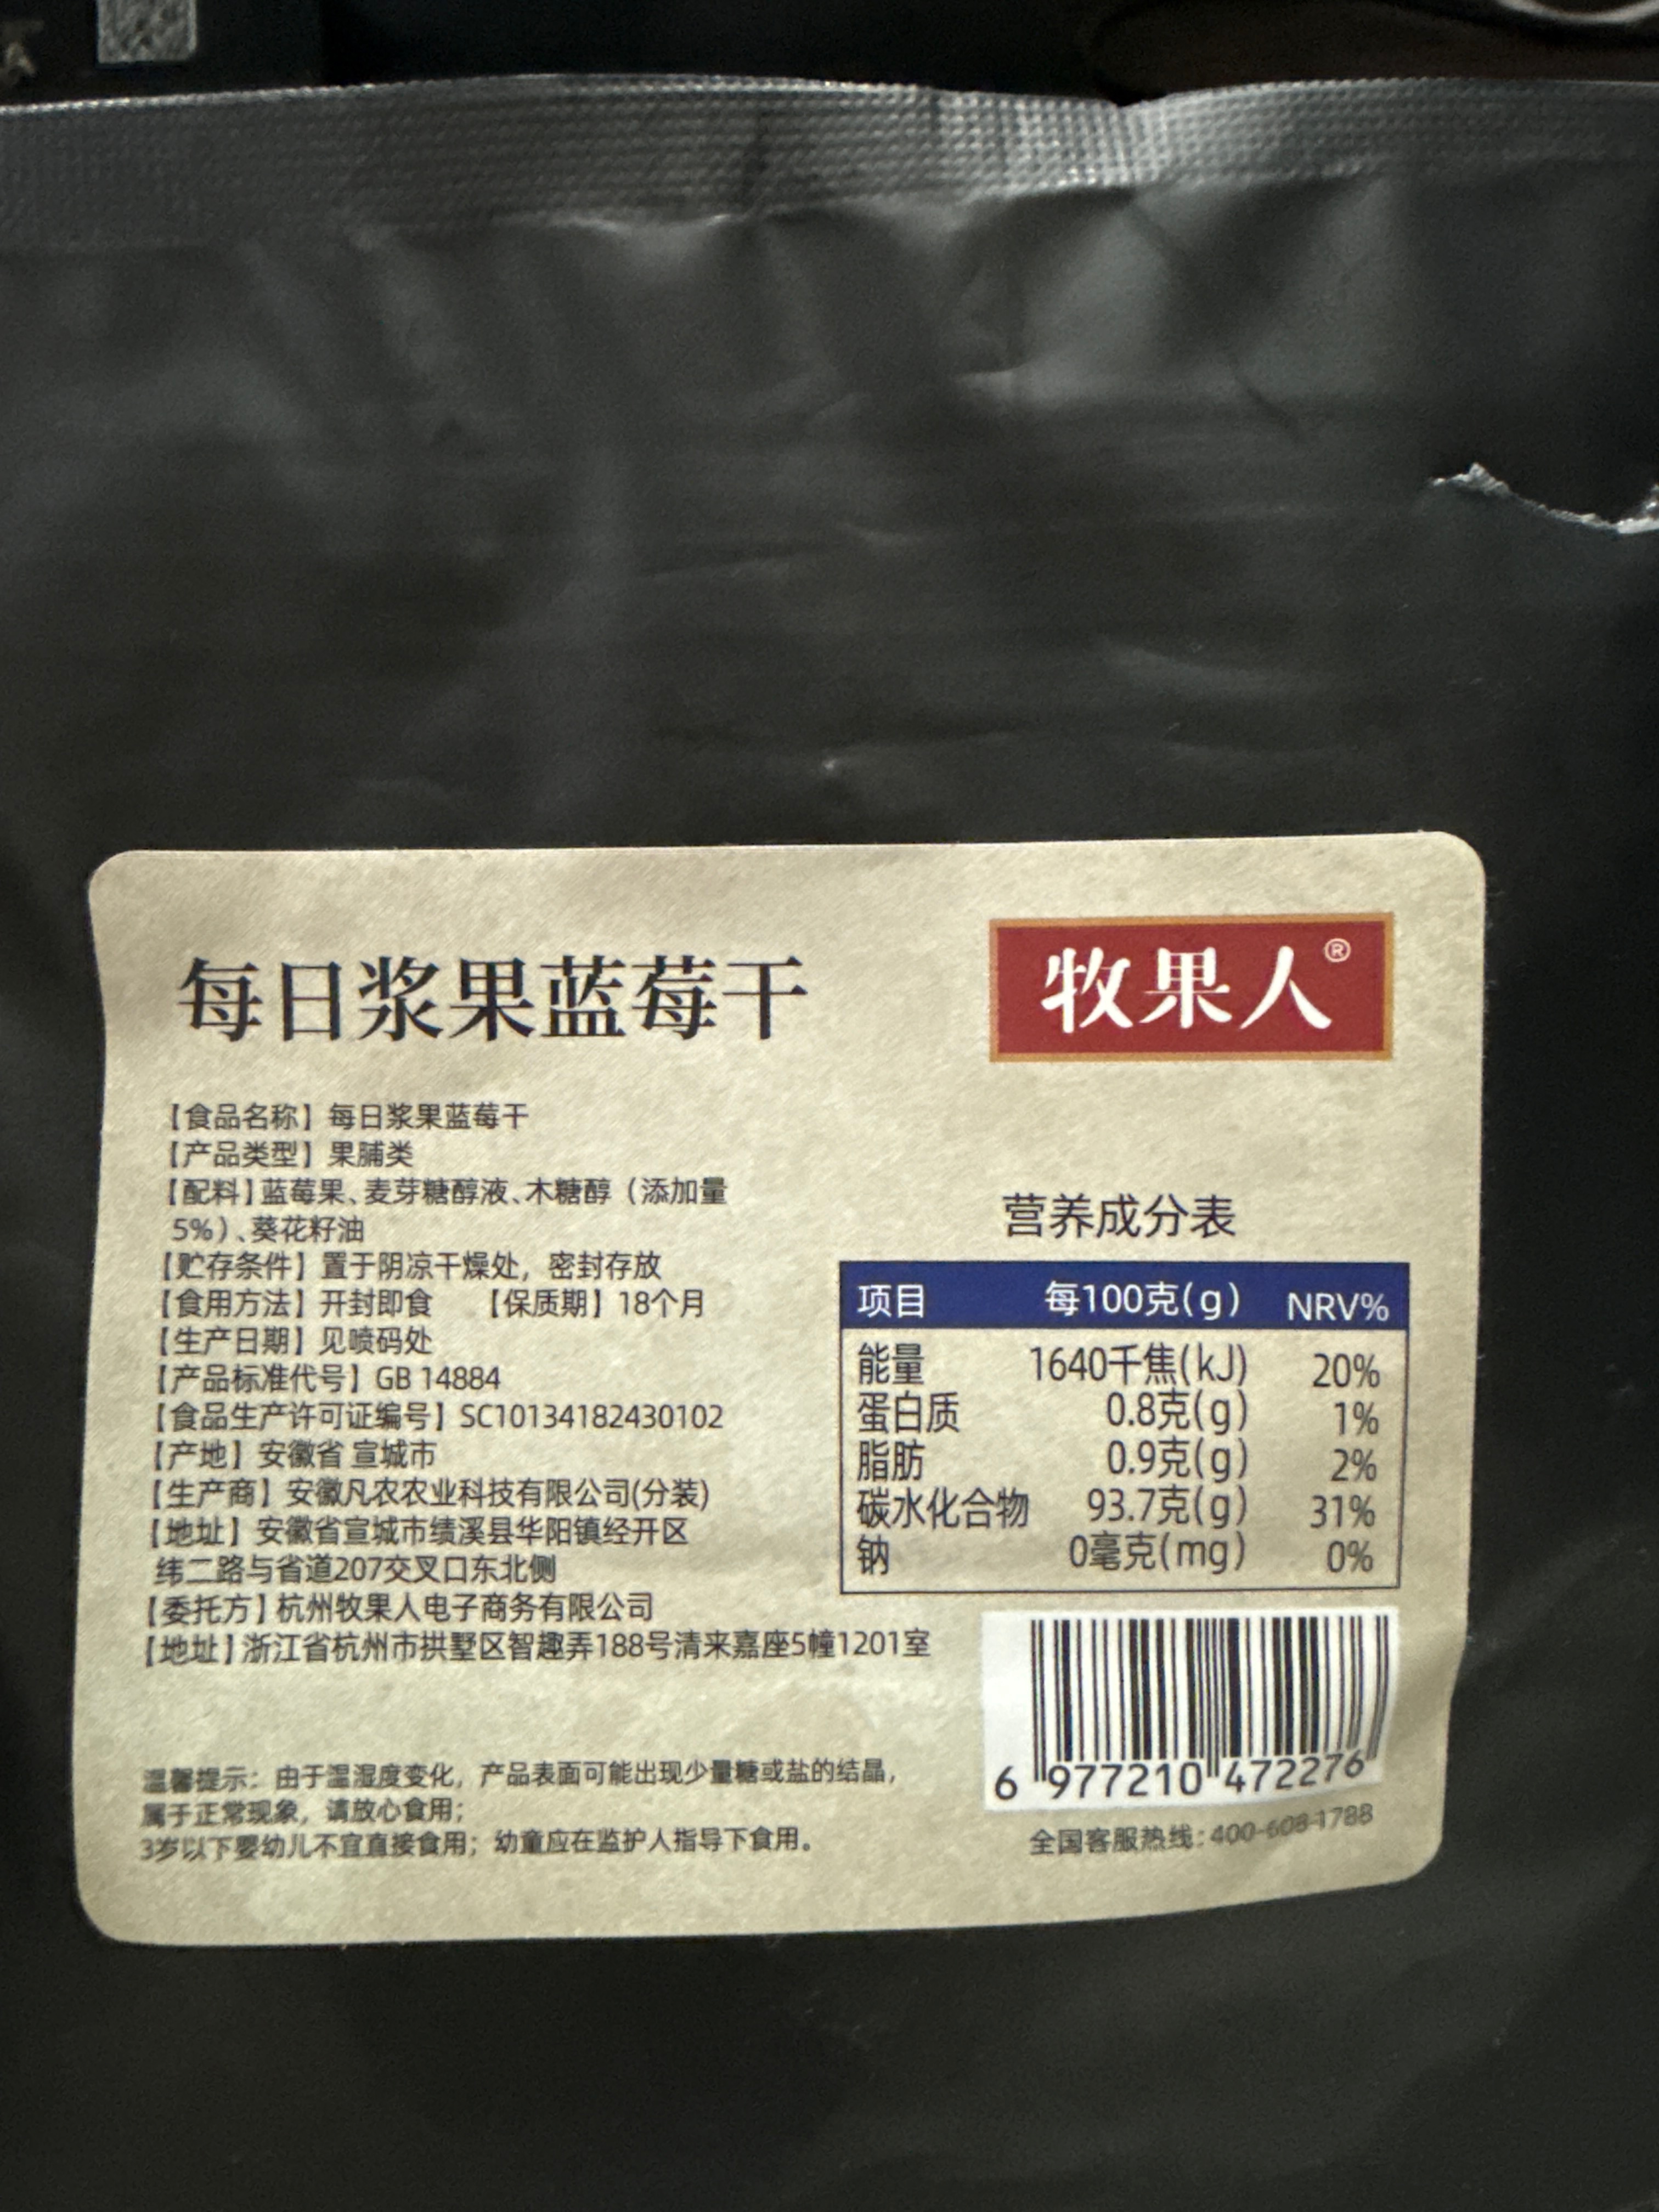 每日浆果蓝莓干
牧果人®
【食品名称】每日浆果蓝莓干
【产品类型】果脯类
【配料】蓝莓果、麦芽糖醇液、木糖醇（添加量
5%）、葵花籽油
【贮存条件】置于阴凉干燥处，密封存放
【食用方法】开封即食 【保质期】18个月
【生产日期】见喷码处
【产品标准代号】GB 14884
【食品生产许可证编号】SC10134182430102
【产地】安徽省 宣城市
【生产商】安徽凡农农业科技有限公司(分装)
【地址】安徽省宣城市绩溪县华阳镇经开区
纬二路与省道207交叉口东北侧
【委托方】杭州牧果人电子商务有限公司
【地址】浙江省杭州市拱墅区智趣弄188号清来嘉座5幢1201室
温馨提示：由于温湿度变化，产品表面可能出现少量糖或盐的结晶，
属于正常现象，请放心食用；
3岁以下婴幼儿不宜直接食用；幼童应在监护人指导下食用。
营养成分表
项目 每100克(g) NRV%
能量 1640千焦(kJ) 20%
蛋白质 0.8克(g) 1%
脂肪 0.9克(g) 2%
碳水化合物 93.7克(g) 31%
钠 0毫克(mg) 0%
6 977210 472276
全国客服热线：400-608-1788